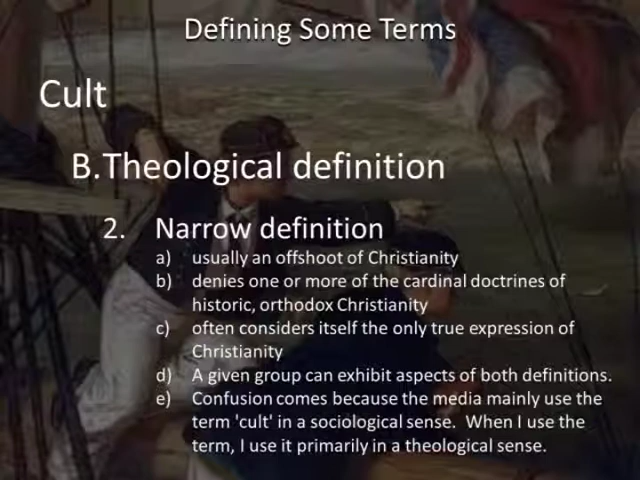 Defining Some Terms
Cult
B.Theological definition
2. Narrow definition
a) usually an offshoot of Christianity
b) denies one or more of the cardinal doctrines of
historic, orthodox Christianity
c) often considers itself the only true expression of
Christianity
d) A given group can exhibit aspects of both definitions.
e) Confusion comes because the media mainly use the
term 'cult' in a sociological sense.  When I use the
term, I use it primarily in a theological sense.